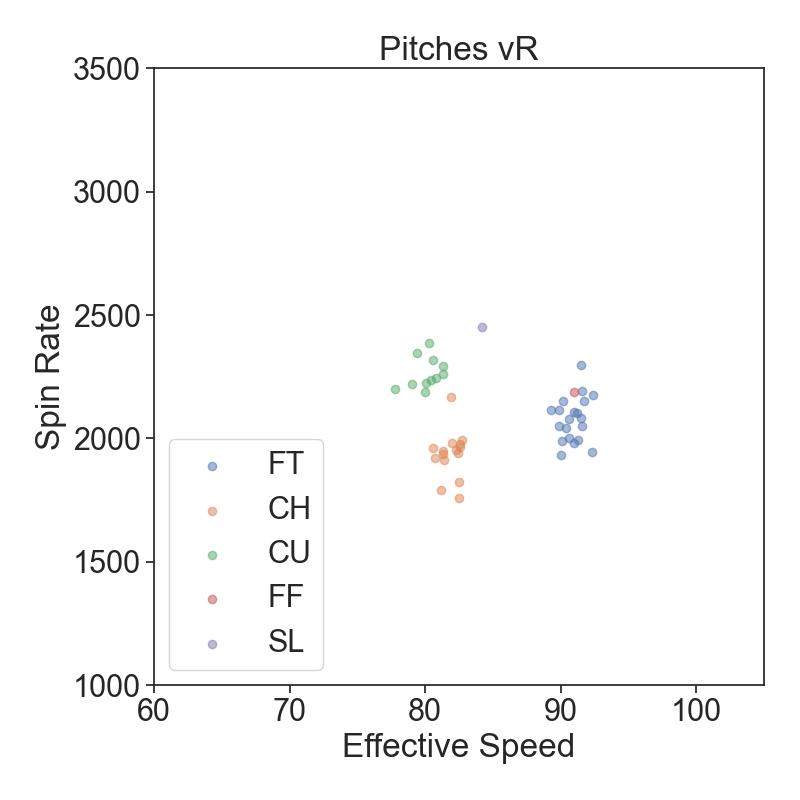 Pitches vR
3500
3000
2500
2000
1500
1000
Spin Rate
FT
CH
CU
FF
SL
60 70 80 90 100
Effective Speed